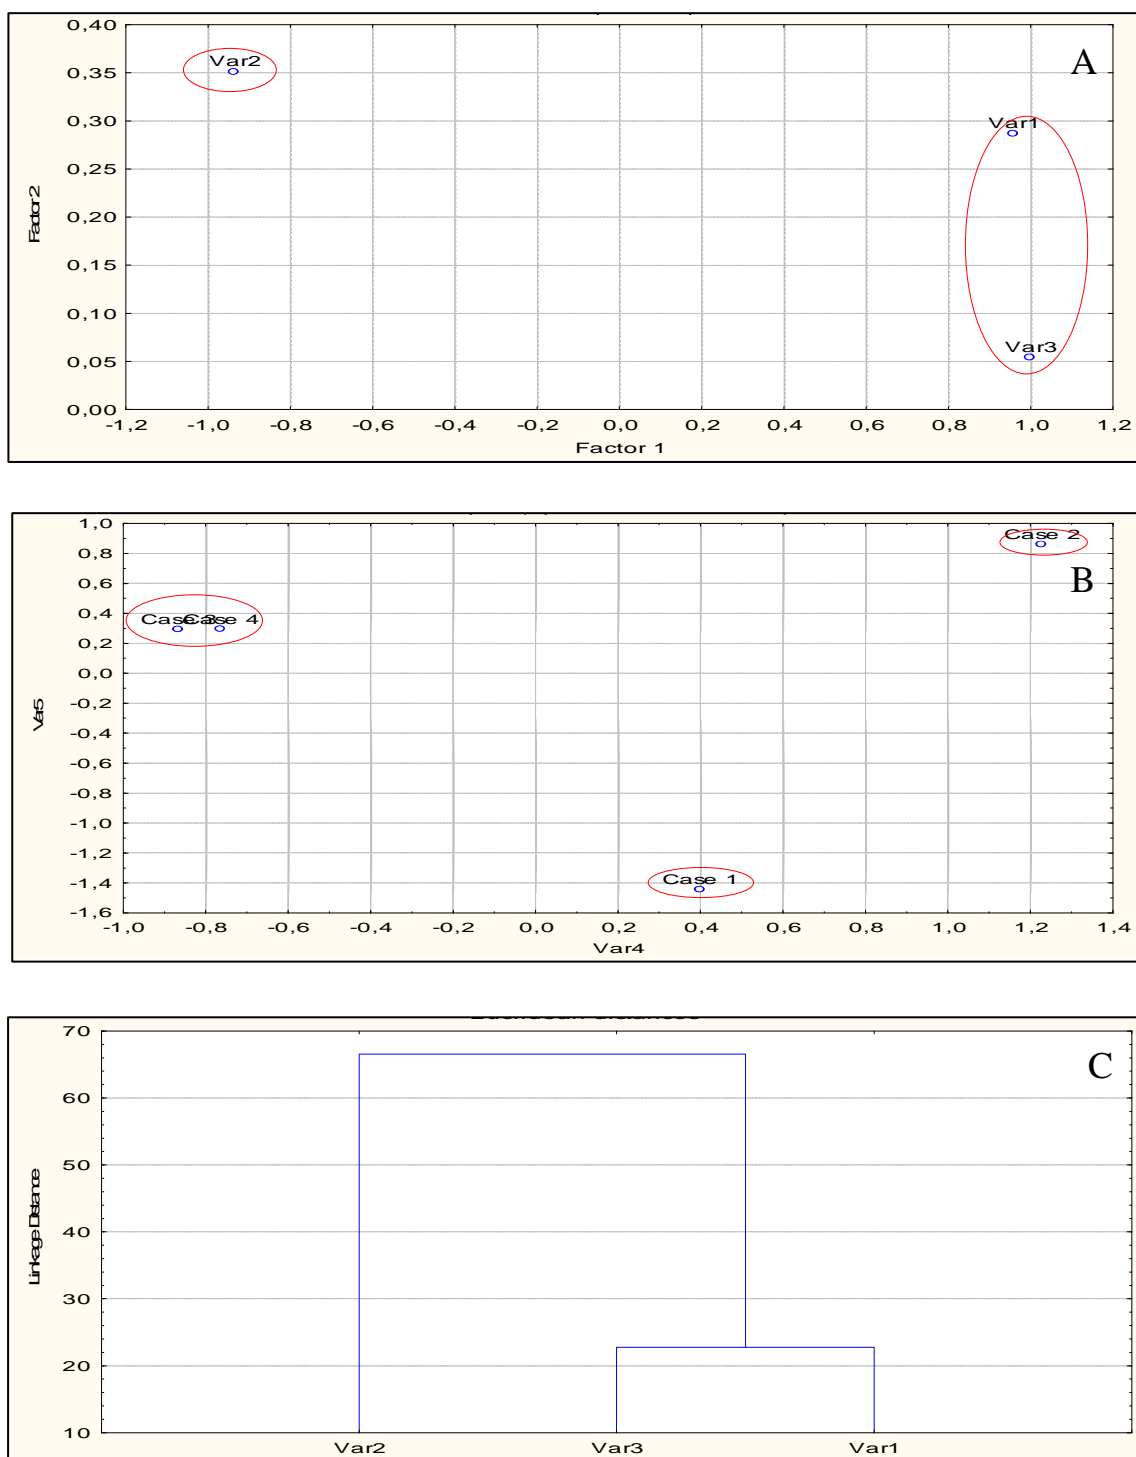 0,40
0,35
0,30
0,25
0,20
0,15
0,10
0,05
0,00
Factor 2
Var2
A
Var1
Var3
-1,2 -1,0 -0,8 -0,6 -0,4 -0,2 0,0 0,2 0,4 0,6 0,8 1,0 1,2
Factor 1
1,0
0,8
0,6
0,4
0,2
0,0
-0,2
-0,4
-0,6
-0,8
-1,0
-1,2
-1,4
-1,6
Var5
Case 2
B
Case 3 Case 4
Case 1
-1,0 -0,8 -0,6 -0,4 -0,2 0,0 0,2 0,4 0,6 0,8 1,0 1,2 1,4
Var4
Euclidean distances
70
60
50
40
30
20
10
Linkage Distance
C
Var2 Var3 Var1